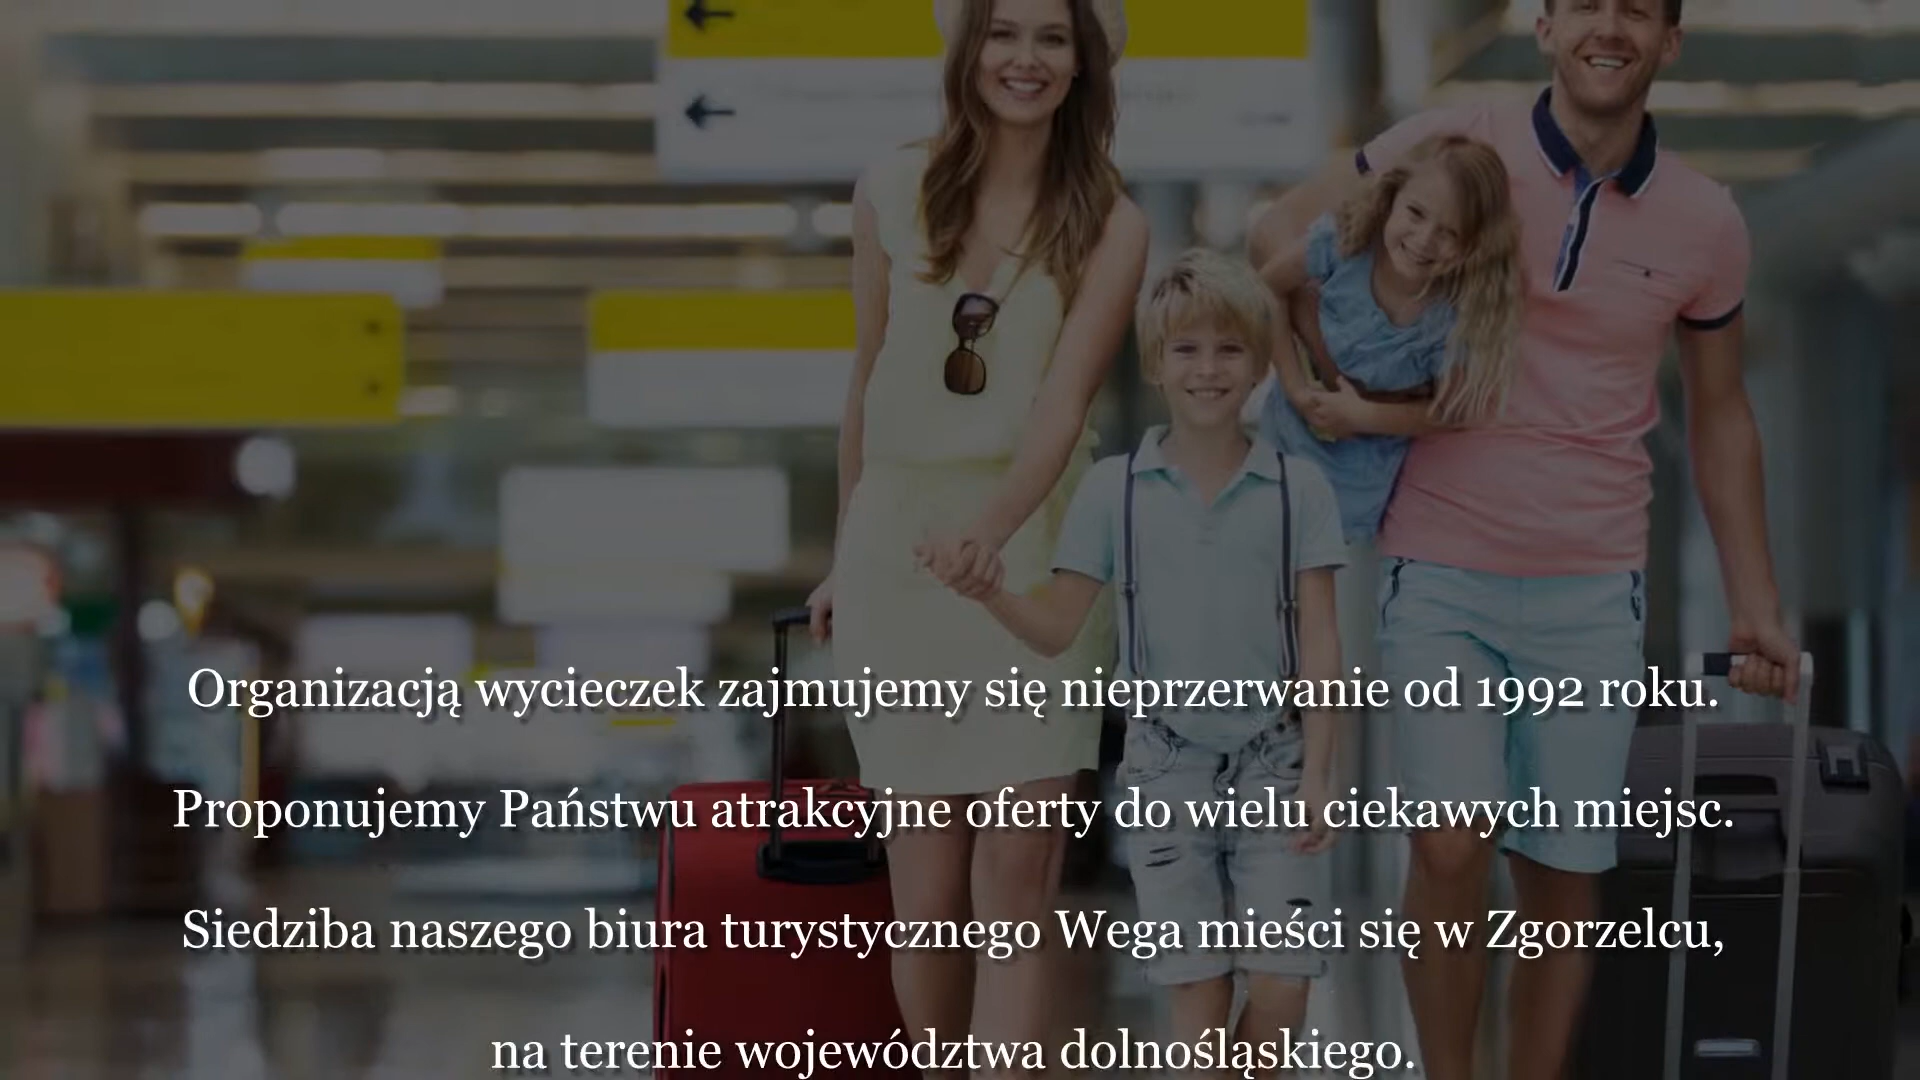 Organizacją wycieczek zajmujemy się nieprzerwanie od 1992 roku.
Proponujemy Państwu atrakcyjne oferty do wielu ciekawych miejsc.
Siedziba naszego biura turystycznego Wega mieści się w Zgorzelcu,
na terenie województwa dolnośląskiego.